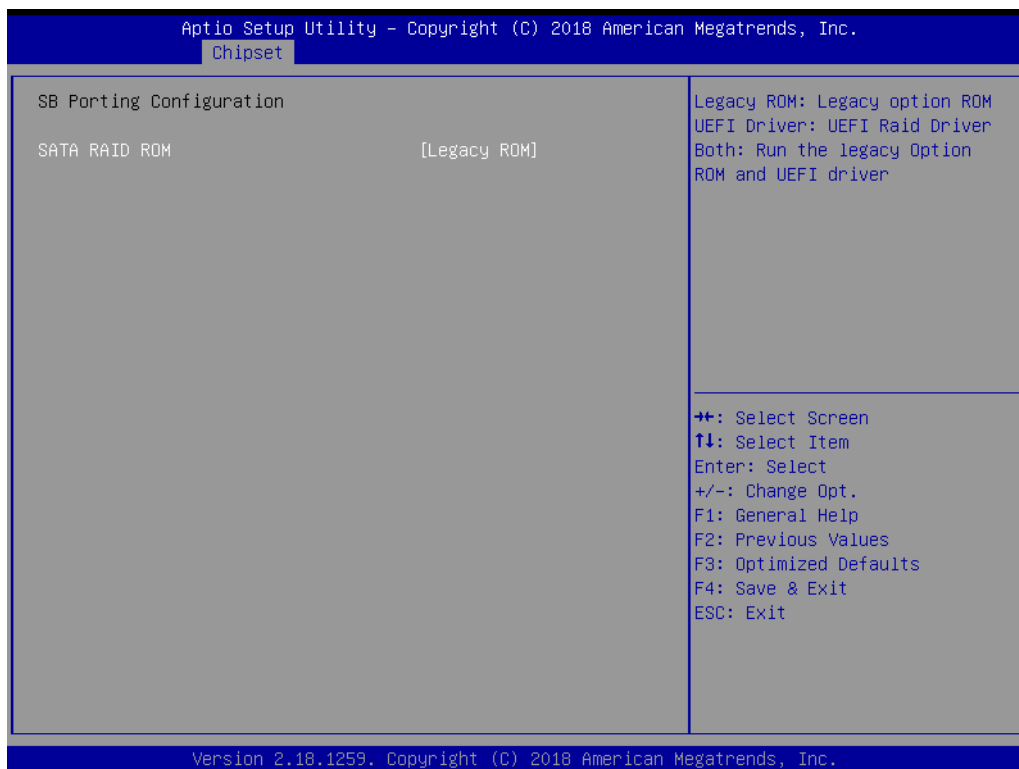 Aptio Setup Utility – Copyright (C) 2018 American Megatrends, Inc.
Chipset
SB Porting Configuration
SATA RAID ROM [Legacy ROM]
Legacy ROM: Legacy option ROM
UEFI Driver: UEFI Raid Driver
Both: Run the legacy Option
ROM and UEFI driver
→←: Select Screen
↑↓: Select Item
Enter: Select
+/-: Change Opt.
F1: General Help
F2: Previous Values
F3: Optimized Defaults
F4: Save & Exit
ESC: Exit
Version 2.18.1259. Copyright (C) 2018 American Megatrends, Inc.